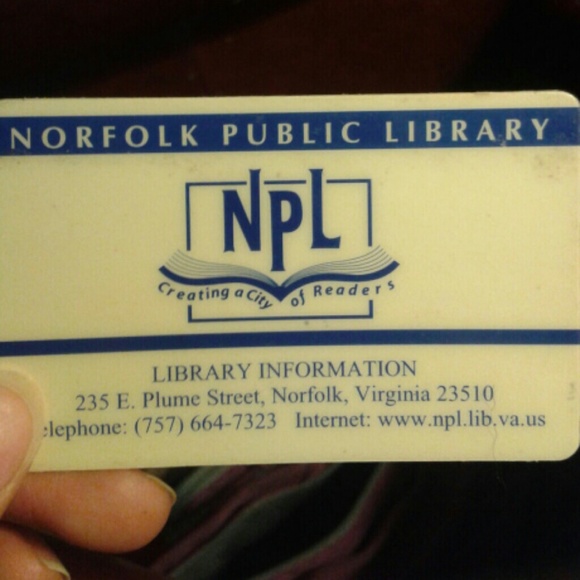 NORFOLK PUBLIC LIBRARY
NPL
Creating a City of Readers
LIBRARY INFORMATION
235 E. Plume Street, Norfolk, Virginia 23510
elephone: (757) 664-7323 Internet: www.npl.lib.va.us